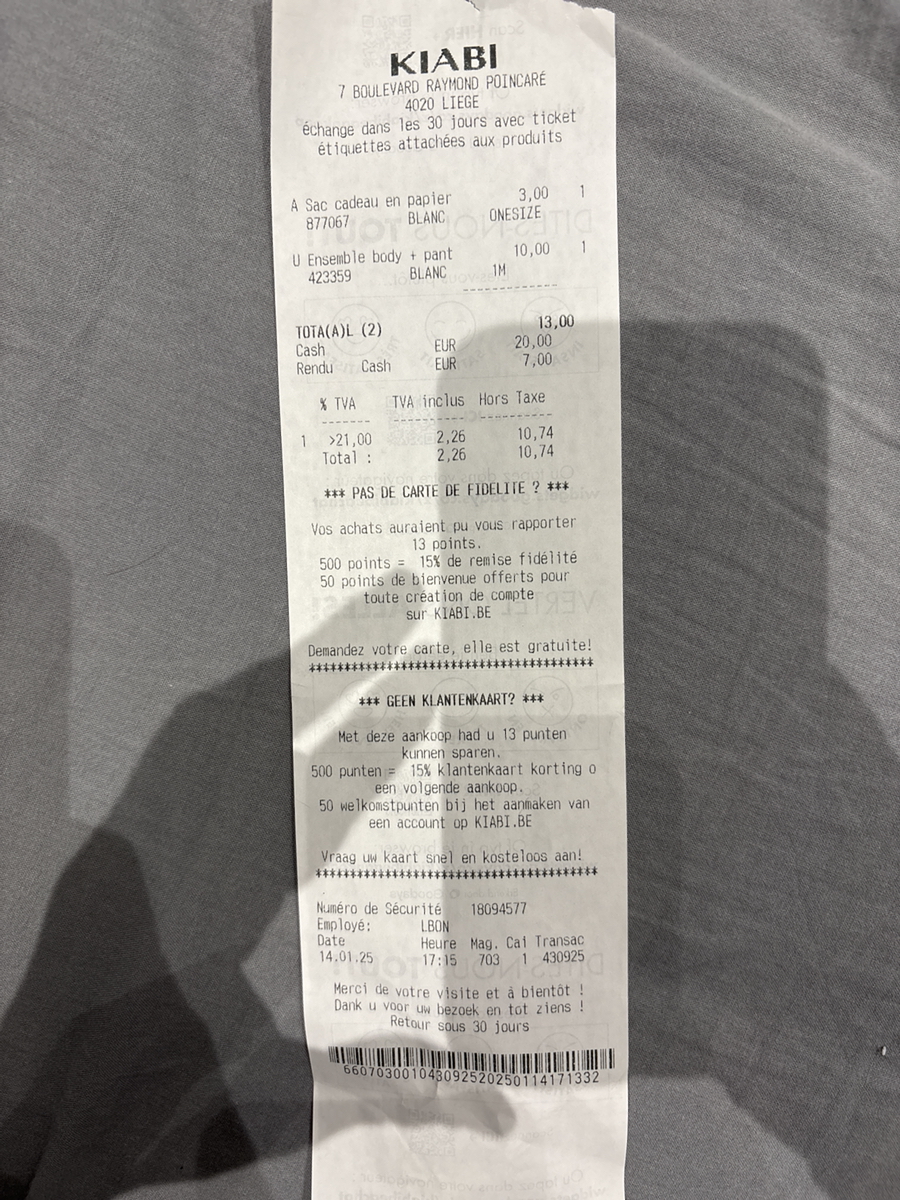 KIABI
7 BOULEVARD RAYMOND POINCARÉ
4020 LIEGE
échange dans les 30 jours avec ticket
étiquettes attachées aux produits
A Sac cadeau en papier 3,00 1
877067 BLANC ONESIZE
U Ensemble body + pant 10,00 1
423359 BLANC 1M
-------------
TOTA(A)L (2) 13,00
Cash EUR 20,00
Rendu Cash EUR 7,00
% TVA TVA inclus Hors Taxe
------- ---------- ----------
1 >21,00 2,26 10,74
Total : 2,26 10,74
*** PAS DE CARTE DE FIDELITE ? ***
Vos achats auraient pu vous rapporter
13 points.
500 points = 15% de remise fidélité
50 points de bienvenue offerts pour
toute création de compte
sur KIABI.BE
Demandez votre carte, elle est gratuite!
****************************************
*** GEEN KLANTENKAART? ***
Met deze aankoop had u 13 punten
kunnen sparen.
500 punten = 15% klantenkaart korting o
een volgende aankoop.
50 welkomstpunten bij het aanmaken van
een account op KIABI.BE
Vraag uw kaart snel en kosteloos aan!
****************************************
Numéro de Sécurité 18094577
Employé: LBON
Date Heure Mag. Cai Transac
14.01.25 17:15 703 1 430925
Merci de votre visite et à bientôt !
Dank u voor uw bezoek en tot ziens !
Retour sous 30 jours
660703001043092520250114171332